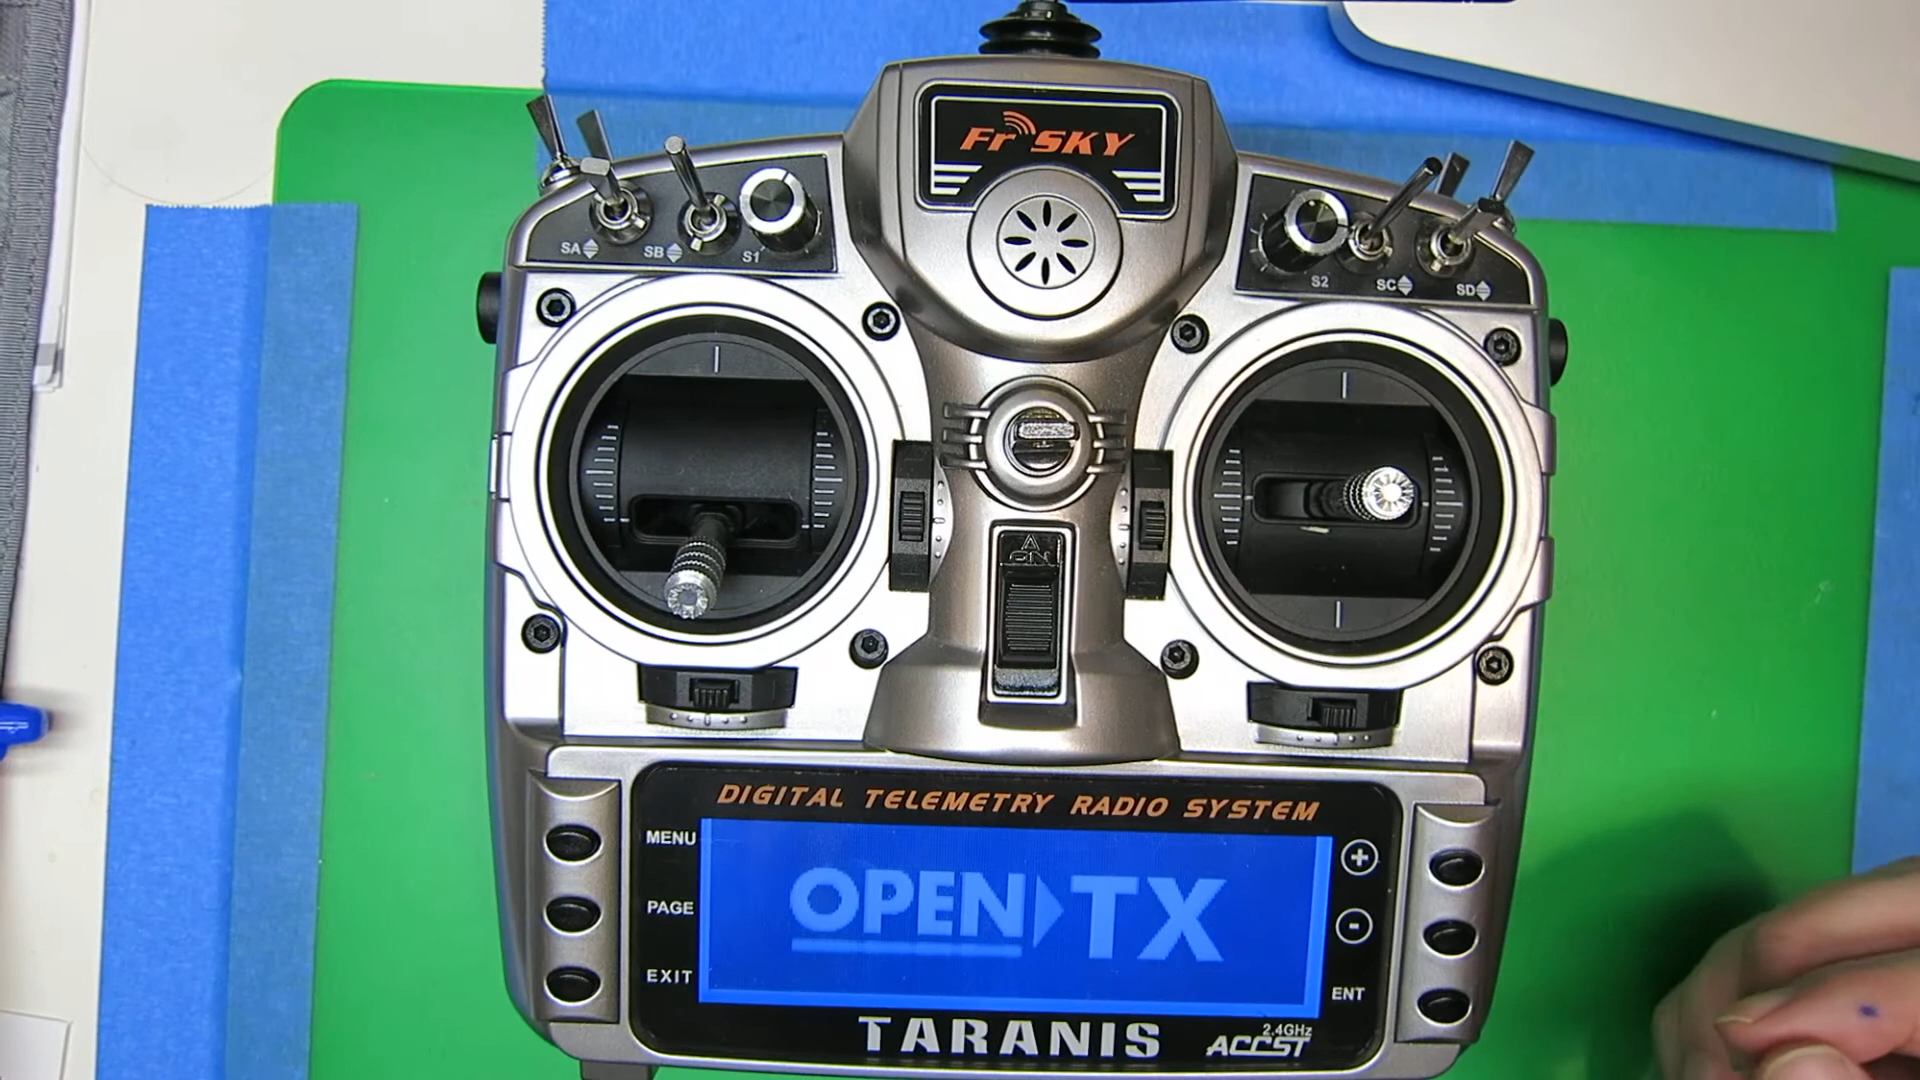 FrSKY
SA
SB
S1
S2
SC
SD
ON
DIGITAL TELEMETRY RADIO SYSTEM
MENU
PAGE
EXIT
OPEN TX
+
-
ENT
TARANIS
2.4GHz
ACCST